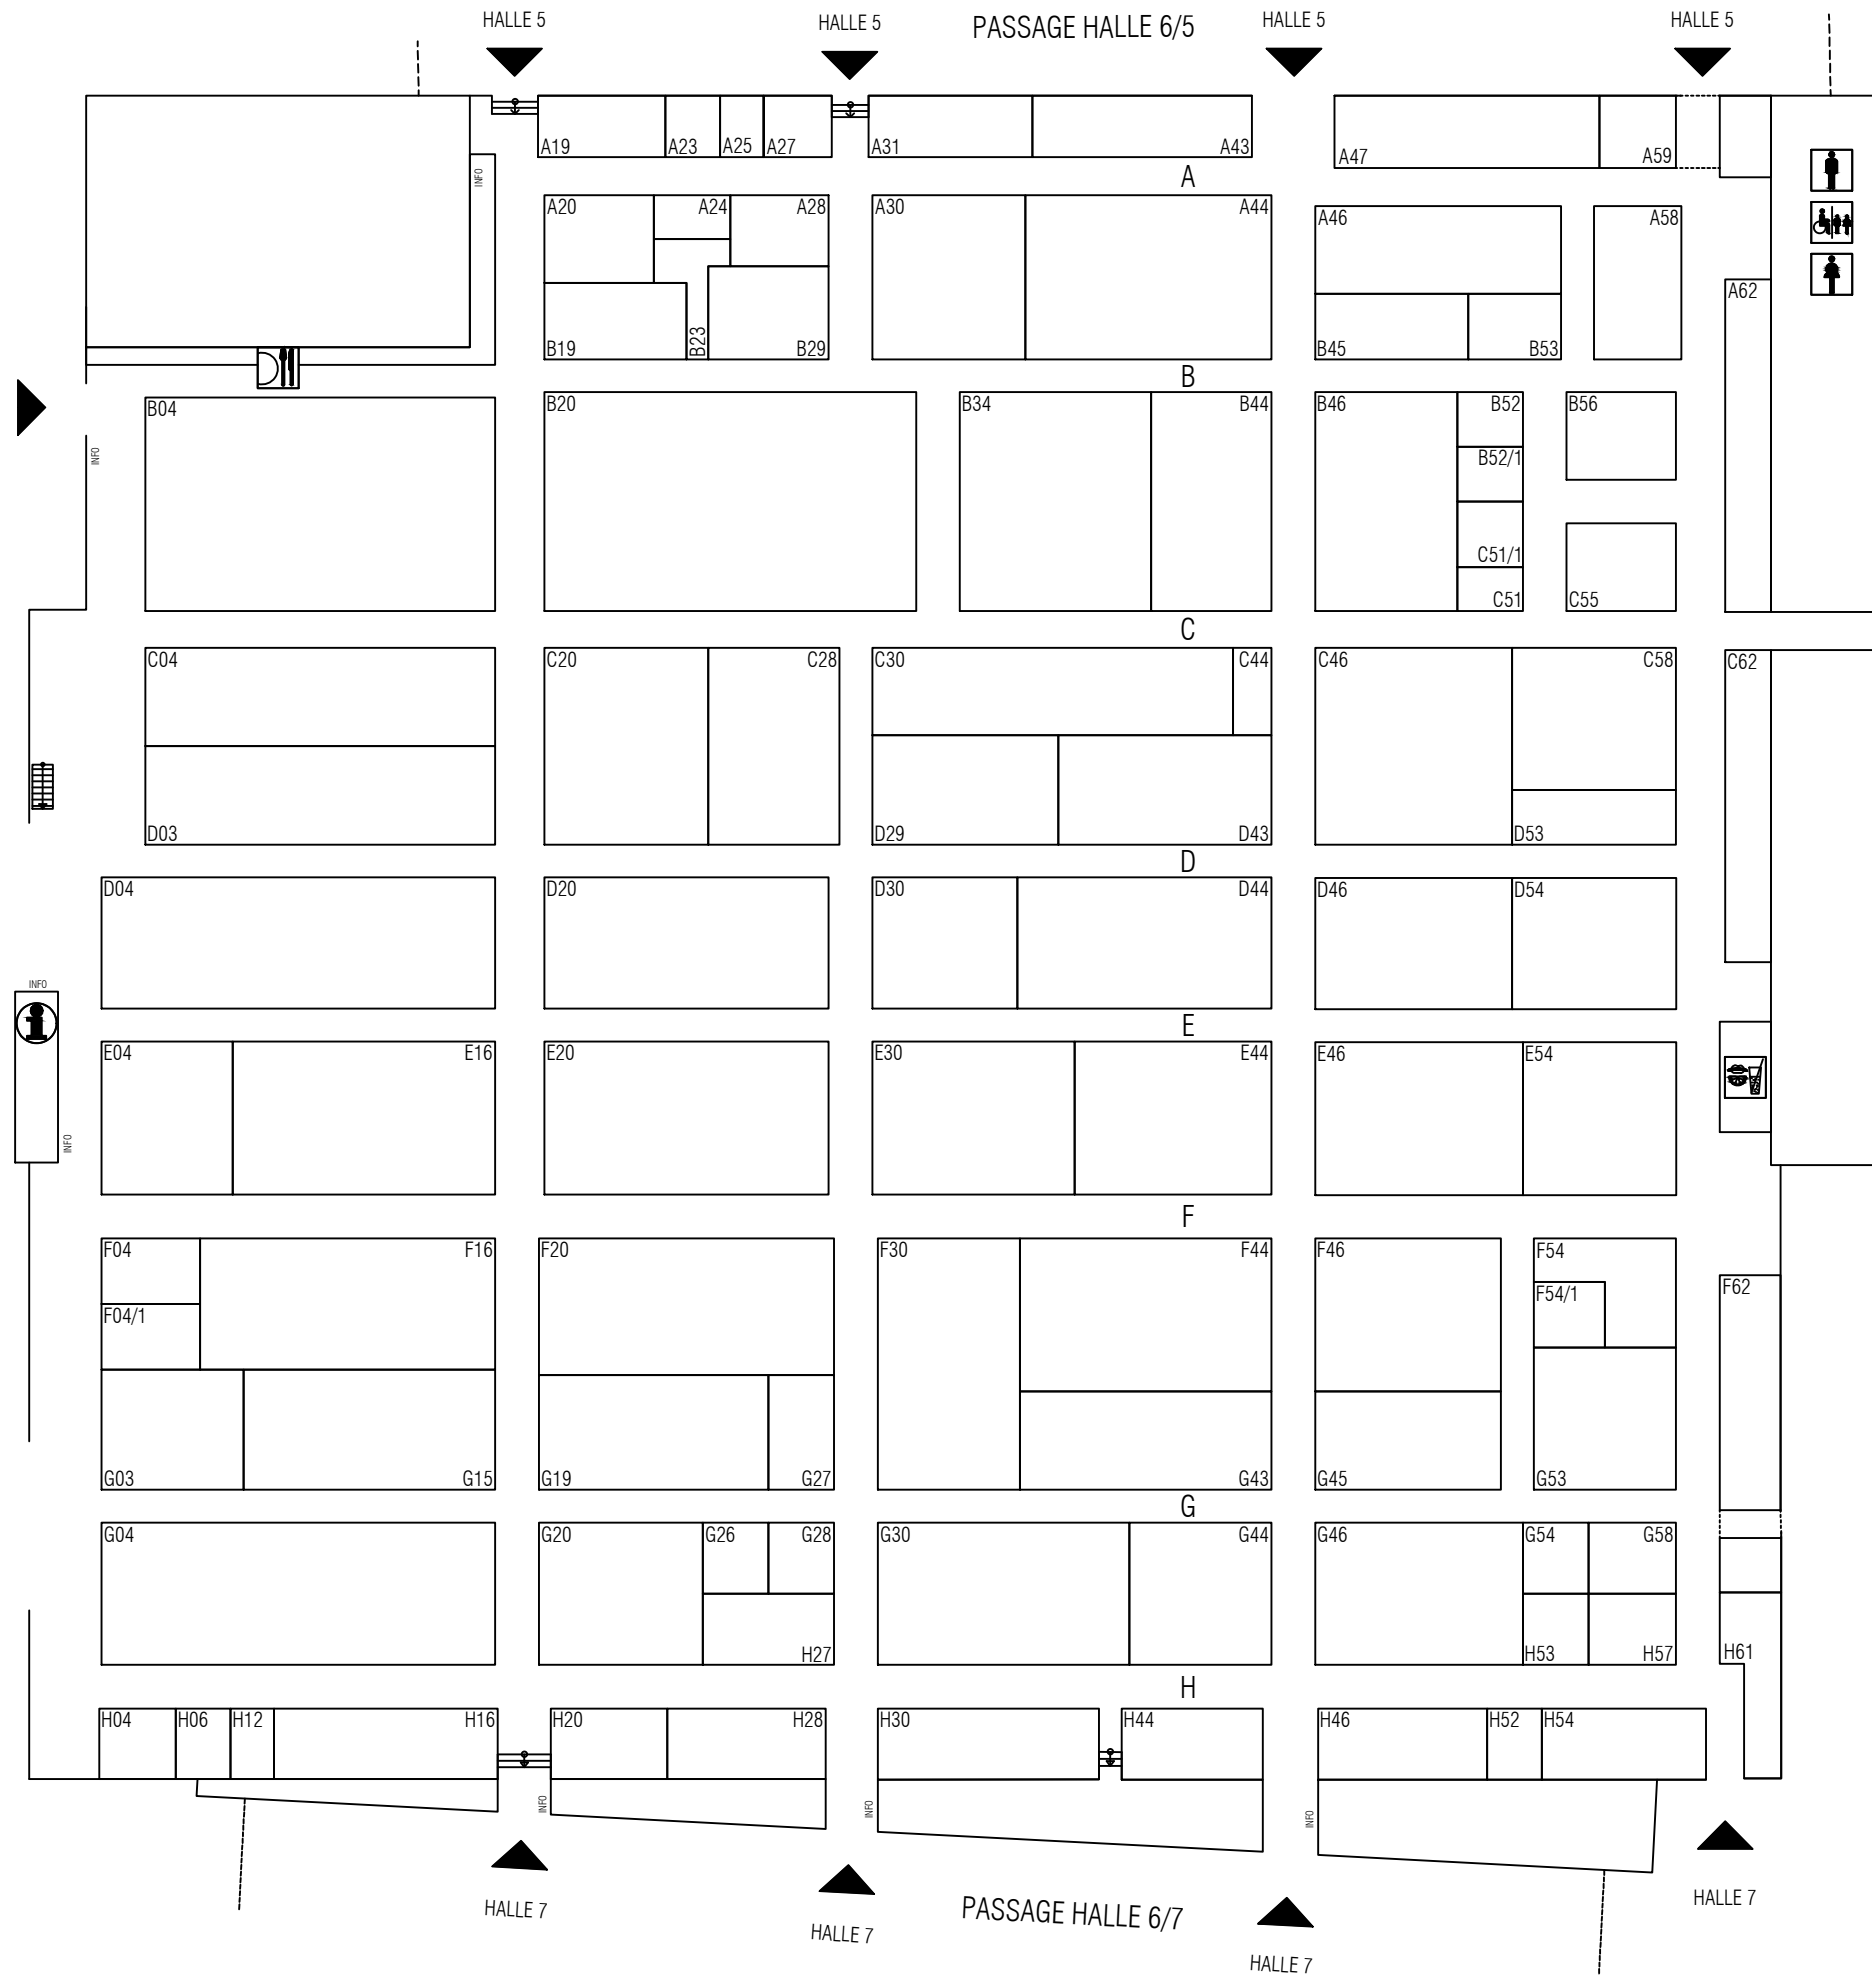 HALLE 5
HALLE 5
PASSAGE HALLE 6/5
HALLE 5
HALLE 5
A19
A23
A25
A27
A31
A43
A47
A59
INFO
A
A20
A24
A28
A30
A44
A46
A58
A62
B19
B23
B29
B45
B53
B
B04
B20
B34
B44
B46
B52
B56
INFO
B52/1
C51/1
C51
C55
C
C04
C20
C28
C30
C44
C46
C58
C62
D03
D29
D43
D53
D
D04
D20
D30
D44
D46
D54
INFO
E
E04
E16
E20
E30
E44
E46
E54
INFO
F
F04
F16
F20
F30
F44
F46
F54
F04/1
F54/1
F62
G03
G15
G19
G27
G43
G45
G53
G
G04
G20
G26
G28
G30
G44
G46
G54
G58
H27
H53
H57
H61
H
H04
H06
H12
H16
H20
H28
H30
H44
H46
H52
H54
INFO
INFO
INFO
HALLE 7
HALLE 7
PASSAGE HALLE 6/7
HALLE 7
HALLE 7